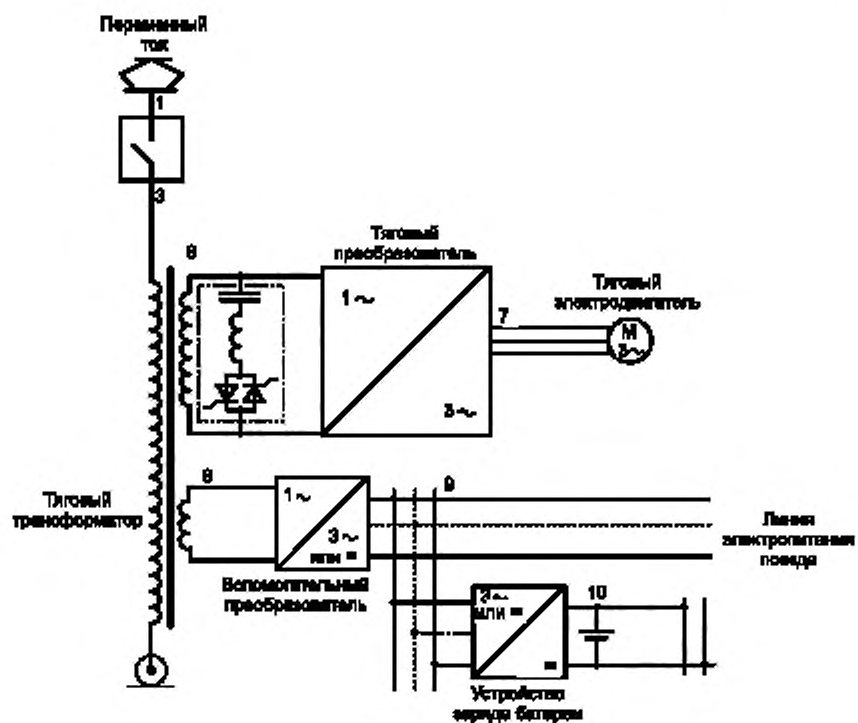 Переменный
ток
1
3
Тяговый
преобразователь
8
1~
7
Тяговый
электродвигатель
М
3~
3~
8
Тяговый
трансформатор
1~
3~
или =
9
Линия
электропитания
поезда
Вспомогательный
преобразователь
3~
или =
10
=
Устройство
заряда батареи